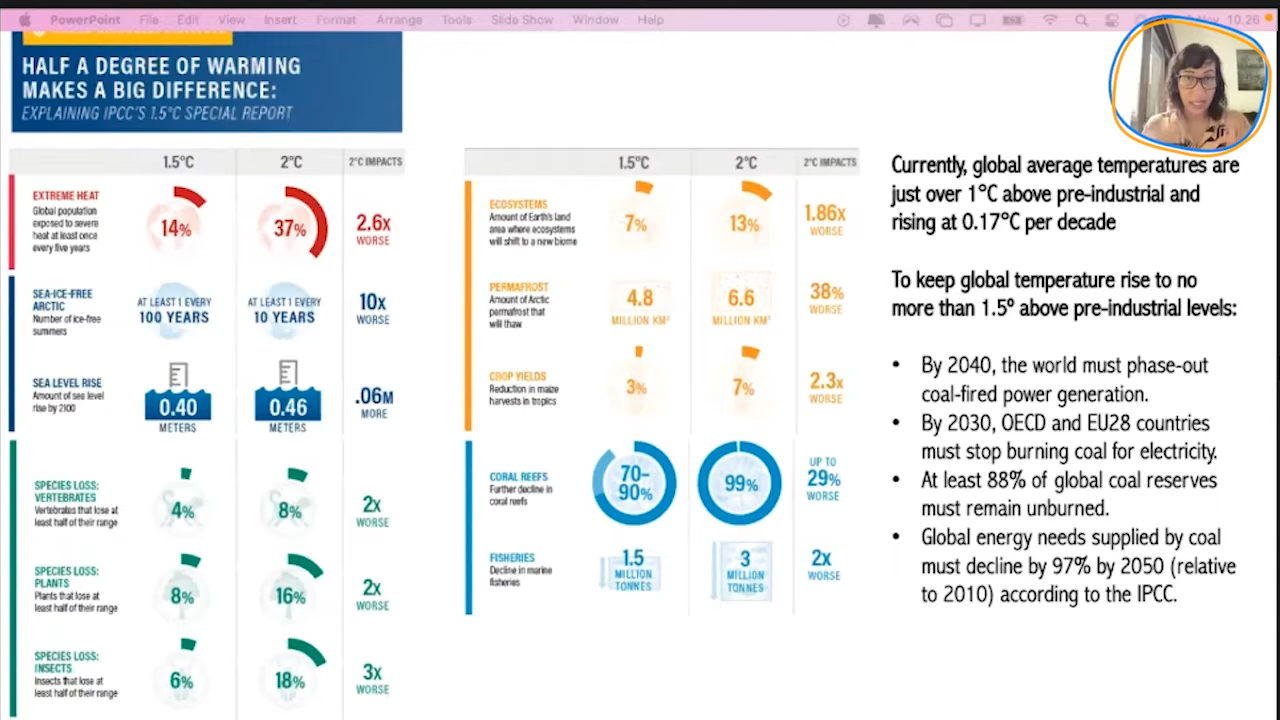 PowerPoint File Edit View Insert Format Arrange Tools Slide Show Window Help
Nov. 10.26
HALF A DEGREE OF WARMING
MAKES A BIG DIFFERENCE:
EXPLAINING IPCC'S 1.5°C SPECIAL REPORT
1.5°C 2°C 2°C IMPACTS
EXTREME HEAT
Global population
exposed to severe
heat at least once
every five years
14%
37%
2.6x
WORSE
SEA-ICE-FREE
ARCTIC
Number of ice-free
summers
AT LEAST 1 EVERY
100 YEARS
AT LEAST 1 EVERY
10 YEARS
10x
WORSE
SEA LEVEL RISE
Amount of sea level
rise by 2100
0.40
METERS
0.46
METERS
.06M
MORE
SPECIES LOSS:
VERTEBRATES
Vertebrates that lose at
least half of their range
4%
8%
2x
WORSE
SPECIES LOSS:
PLANTS
Plants that lose at
least half of their range
8%
16%
2x
WORSE
SPECIES LOSS:
INSECTS
Insects that lose at
least half of their range
6%
18%
3x
WORSE
1.5°C 2°C 2°C IMPACTS
ECOSYSTEMS
Amount of Earth's land
area where ecosystems
will shift to a new biome
7%
13%
1.86x
WORSE
PERMAFROST
Amount of Arctic
permafrost that
will thaw
4.8
MILLION KM²
6.6
MILLION KM²
38%
WORSE
CROP YIELDS
Reduction in maize
harvests in tropics
3%
7%
2.3x
WORSE
CORAL REEFS
Further decline in
coral reefs
70–
90%
99%
UP TO
29%
WORSE
FISHERIES
Decline in marine
fisheries
1.5
MILLION
TONNES
3
MILLION
TONNES
2x
WORSE
Currently, global average temperatures are
just over 1°C above pre-industrial and
rising at 0.17°C per decade
To keep global temperature rise to no
more than 1.5° above pre-industrial levels:
• By 2040, the world must phase-out
coal-fired power generation.
• By 2030, OECD and EU28 countries
must stop burning coal for electricity.
• At least 88% of global coal reserves
must remain unburned.
• Global energy needs supplied by coal
must decline by 97% by 2050 (relative
to 2010) according to the IPCC.